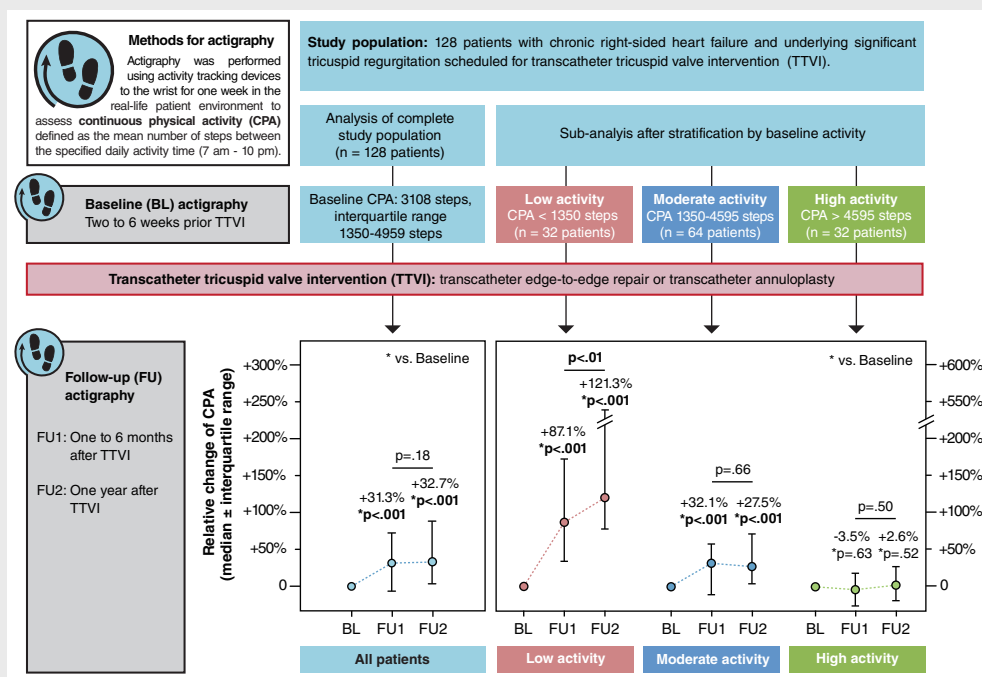 Methods for actigraphy
Actigraphy was performed
using activity tracking devices
to the wrist for one week in the
real-life patient environment to
assess continuous physical activity (CPA)
defined as the mean number of steps between
the specified daily activity time (7 am - 10 pm).
Study population: 128 patients with chronic right-sided heart failure and underlying significant
tricuspid regurgitation scheduled for transcatheter tricuspid valve intervention (TTVI).
Analysis of complete
study population
(n = 128 patients)
Sub-analysis after stratification by baseline activity
Baseline (BL) actigraphy
Two to 6 weeks prior TTVI
Baseline CPA: 3108 steps,
interquartile range
1350-4959 steps
Low activity
CPA < 1350 steps
(n = 32 patients)
Moderate activity
CPA 1350-4595 steps
(n = 64 patients)
High activity
CPA > 4595 steps
(n = 32 patients)
Transcatheter tricuspid valve intervention (TTVI): transcatheter edge-to-edge repair or transcatheter annuloplasty
Follow-up (FU)
actigraphy
FU1: One to 6 months
after TTVI
FU2: One year after
TTVI
Relative change of CPA
(median ± interquartile range)
+300%
+250%
+200%
+150%
+100%
+50%
0
* vs. Baseline
p=.18
+32.7%
*p<.001
+31.3%
*p<.001
BL
FU1
FU2
All patients
p<.01
+121.3%
*p<.001
+87.1%
*p<.001
BL
FU1
FU2
Low activity
p=.66
+32.1%
*p<.001
+27.5%
*p<.001
BL
FU1
FU2
Moderate activity
* vs. Baseline
p=.50
-3.5%
*p=.63
+2.6%
*p=.52
BL
FU1
FU2
High activity
+600%
+550%
+200%
+150%
+100%
+50%
0